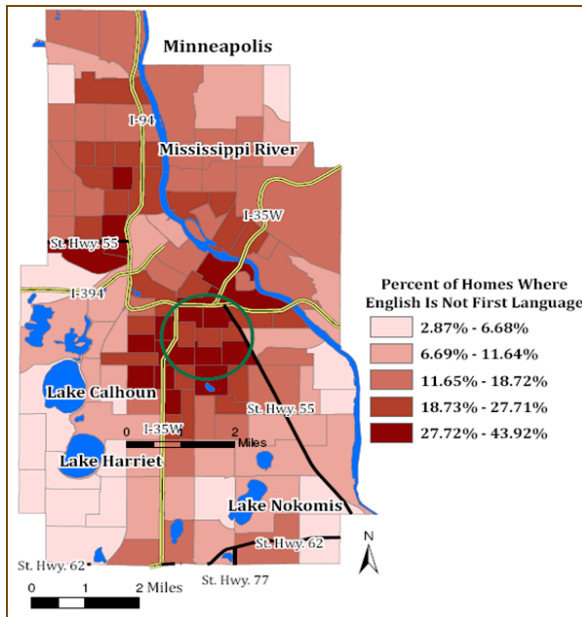 Minneapolis
I-94
Mississippi River
I-35W
St. Hwy. 55
I-394
Percent of Homes Where
English Is Not First Language
2.87% - 6.68%
6.69% - 11.64%
11.65% - 18.72%
18.73% - 27.71%
27.72% - 43.92%
Lake Calhoun
St. Hwy. 55
I-35W
0 2
Miles
Lake Harriet
Lake Nokomis
N
St. Hwy. 62
St. Hwy. 62
St. Hwy. 77
Miles
0 1 2